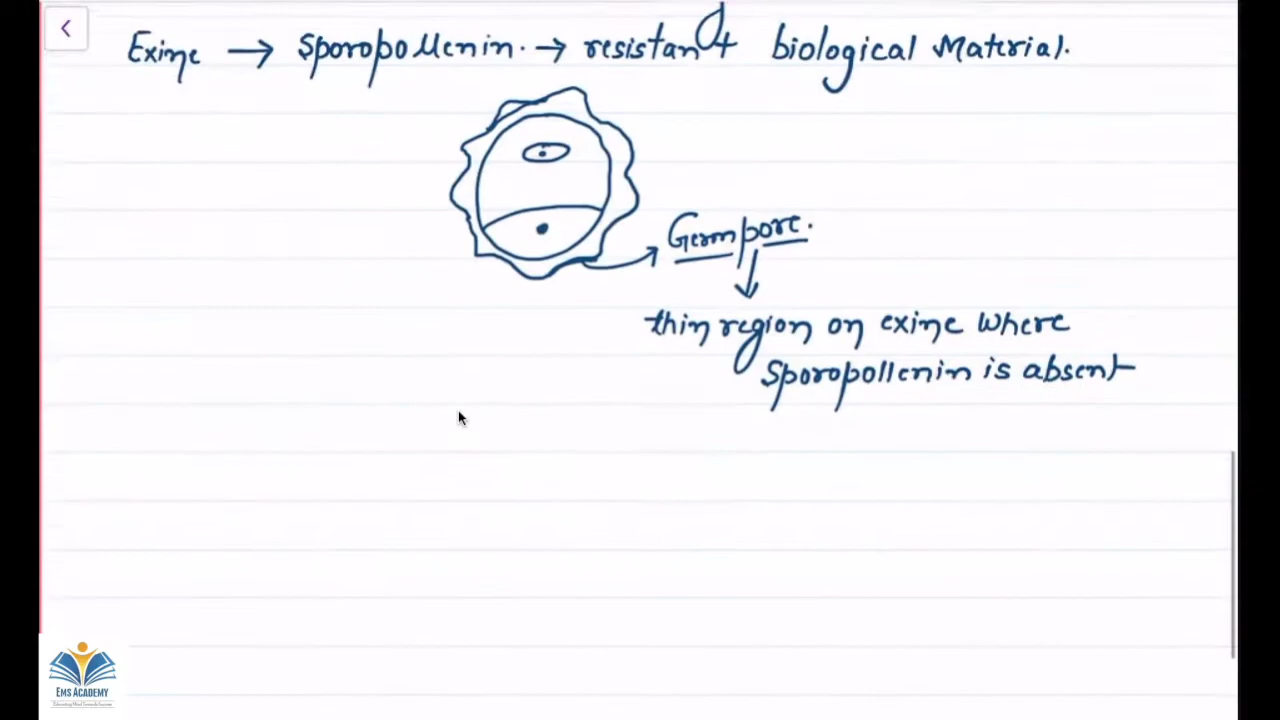 Exine → Sporopollenin. → resistant biological Material.
Germpore.
thin region on exine where
Sporopollenin is absent
EMS ACADEMY